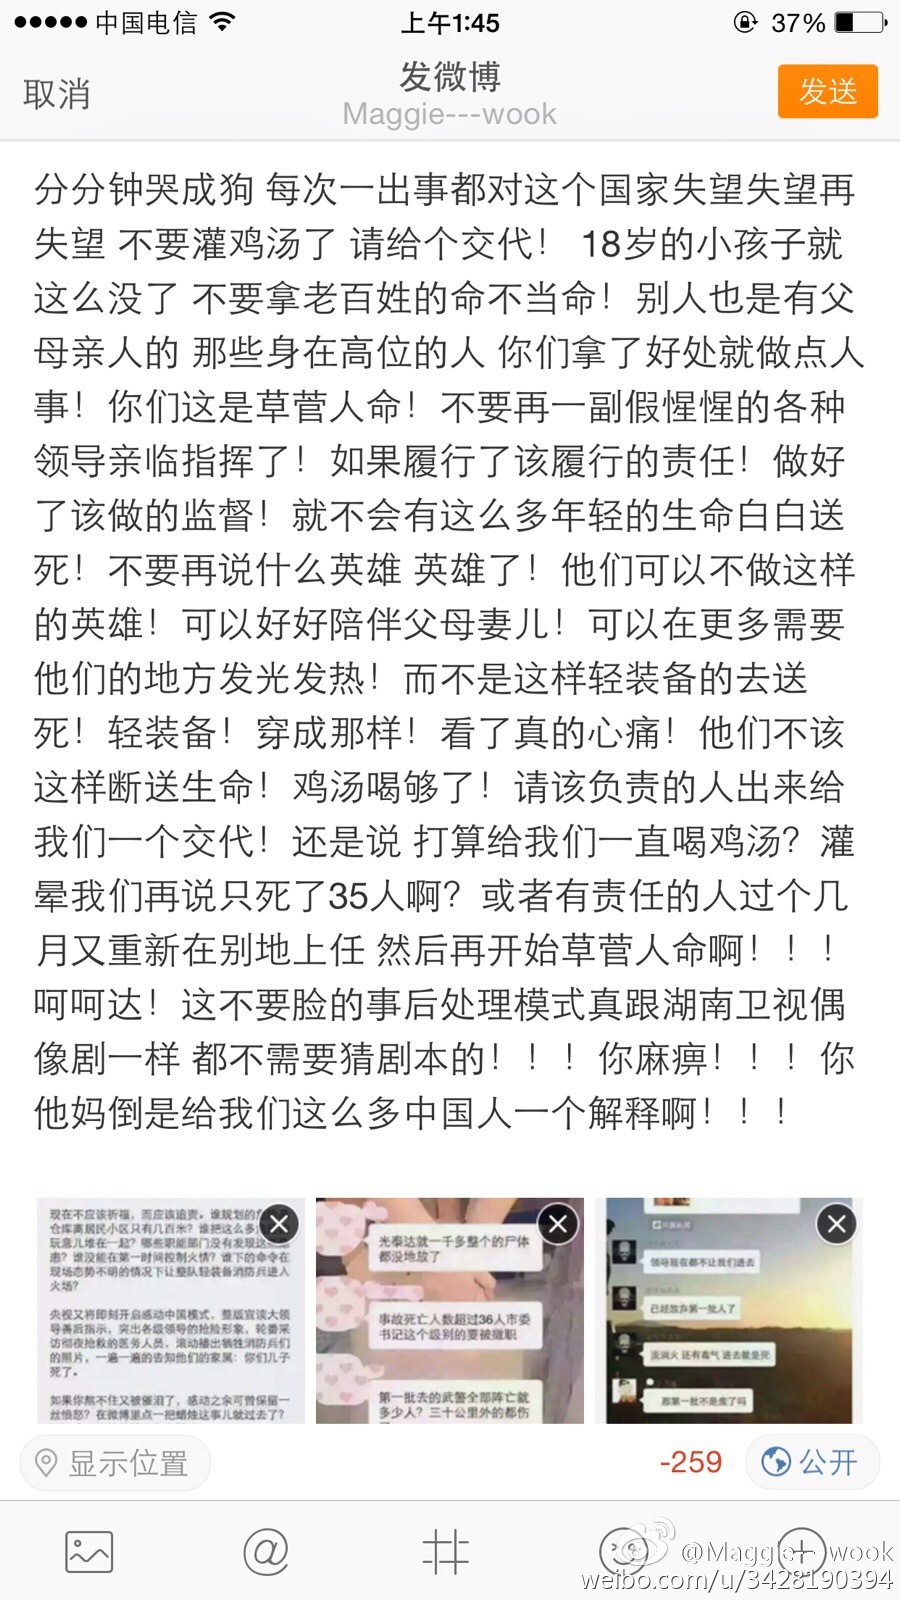 中国电信
上午1:45
37%
取消
发微博
Maggie---wook
发送
分分钟哭成狗 每次一出事都对这个国家失望失望再
失望 不要灌鸡汤了 请给个交代！ 18岁的小孩子就
这么没了 不要拿老百姓的命不当命！别人也是有父
母亲人的 那些身在高位的人 你们拿了好处就做点人
事！你们这是草菅人命！不要再一副假惺惺的各种
领导亲临指挥了！如果履行了该履行的责任！做好
了该做的监督！就不会有这么多年轻的生命白白送
死！不要再说什么英雄 英雄了！他们可以不做这样
的英雄！可以好好陪伴父母妻儿！可以在更多需要
他们的地方发光发热！而不是这样轻装备的去送
死！轻装备！穿成那样！看了真的心痛！他们不该
这样断送生命！鸡汤喝够了！请该负责的人出来给
我们一个交代！还是说 打算给我们一直喝鸡汤？灌
晕我们再说只死了35人啊？或者有责任的人过个几
月又重新在别地上任 然后再开始草菅人命啊！！！
呵呵达！这不要脸的事后处理模式真跟湖南卫视偶
像剧一样 都不需要猜剧本的！！！你麻痹！！！你
他妈倒是给我们这么多中国人一个解释啊！！！
现在不应该祈福，而应该追责。谁规划的
仓库离居民小区只有几百米？谁把这么多
玩意儿堆在一起？哪些职能部门没有发现这
患？谁没能在第一时间控制火情？谁下的命令在
现场态势不明的情况下让整队轻装备消防兵进入
火场？
央视又将即刻开启感动中国模式，整版宣读大领
导善后指示，突出各级领导的抢险形象，轮番采
访彻夜抢救的医务人员，滚动播出牺牲消防兵们
的照片，一遍一遍的告知他们的家属：你们儿子
死了。
如果你熬不住又被催泪了，感动之余可曾保留一
丝愤怒？在微博里点一把蜡烛这事儿就过去了？
光泰达就一千多整个的尸体
都没地放了
事故死亡人数超过36人市委
书记这个级别的要被撤职
第一批去的武警全部阵亡就
多少人？三十公里外的都伤
领导现在都不让我们进去
已经放弃第一批人了
流淌火 还有毒气 进去就是死
那第一批不是废了吗
显示位置
-259
公开
@Maggie---wook
weibo.com/u/3428190394